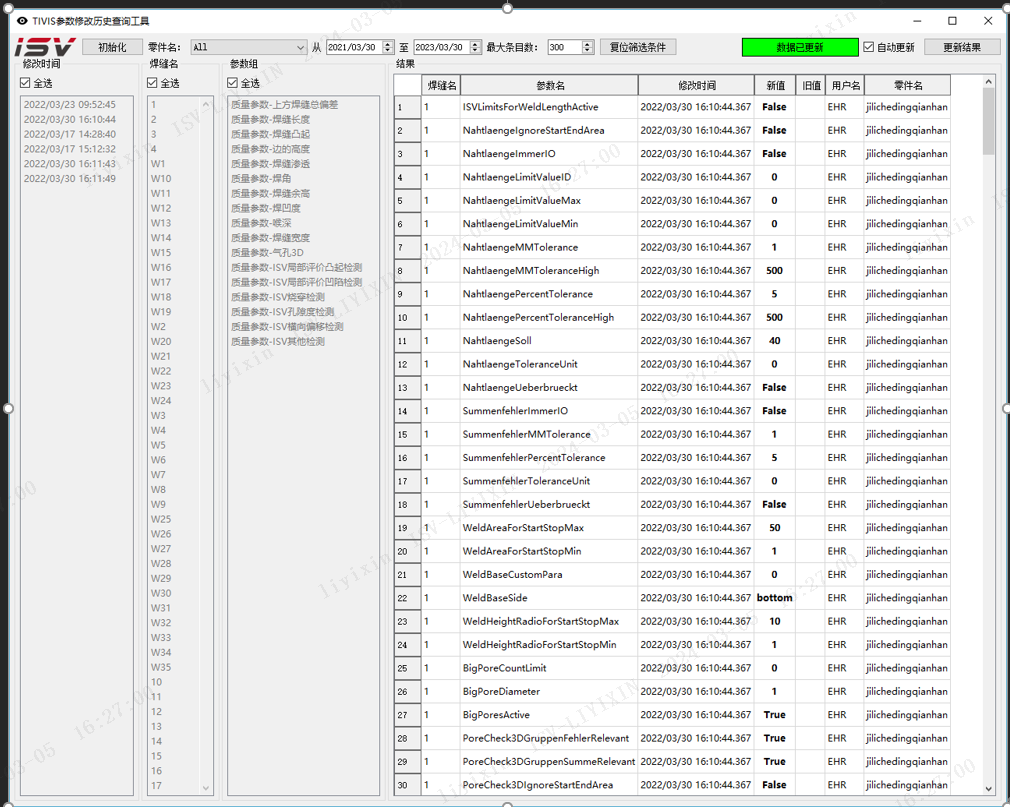 TIVIS参数修改历史查询工具
ISV 初始化 零件名: All 从 2021/03/30 至 2023/03/30 最大条目数: 300 复位筛选条件 数据已更新 自动更新 更新结果
修改时间 焊缝名 参数组 结果
全选 全选 全选
2022/03/23 09:52:45
2022/03/30 16:10:44
2022/03/17 14:28:40
2022/03/17 15:12:32
2022/03/30 16:11:43
2022/03/30 16:11:49
1
2
3
4
W1
W10
W11
W12
W13
W14
W15
W16
W17
W18
W19
W2
W20
W21
W22
W23
W24
W3
W4
W5
W6
W7
W8
W9
W25
W26
W27
W28
W29
W30
W31
W32
W33
W34
W35
10
11
12
13
14
15
16
17
质量参数-上方焊缝总偏差
质量参数-焊缝长度
质量参数-焊缝凸起
质量参数-边的高度
质量参数-焊缝渗透
质量参数-焊角
质量参数-焊缝余高
质量参数-焊凹度
质量参数-喉深
质量参数-焊缝宽度
质量参数-气孔3D
质量参数-ISV局部评价凸起检测
质量参数-ISV局部评价凹陷检测
质量参数-ISV烧穿检测
质量参数-ISV孔隙度检测
质量参数-ISV横向偏移检测
质量参数-ISV其他检测
焊缝名 参数名 修改时间 新值 旧值 用户名 零件名
1 1 ISVLimitsForWeldLengthActive 2022/03/30 16:10:44.367 False EHR jilichedingqianhan
2 1 NahtlaengeIgnoreStartEndArea 2022/03/30 16:10:44.367 False EHR jilichedingqianhan
3 1 NahtlaengeImmerIO 2022/03/30 16:10:44.367 False EHR jilichedingqianhan
4 1 NahtlaengeLimitValueID 2022/03/30 16:10:44.367 0 EHR jilichedingqianhan
5 1 NahtlaengeLimitValueMax 2022/03/30 16:10:44.367 0 EHR jilichedingqianhan
6 1 NahtlaengeLimitValueMin 2022/03/30 16:10:44.367 0 EHR jilichedingqianhan
7 1 NahtlaengeMMTolerance 2022/03/30 16:10:44.367 1 EHR jilichedingqianhan
8 1 NahtlaengeMMToleranceHigh 2022/03/30 16:10:44.367 500 EHR jilichedingqianhan
9 1 NahtlaengePercentTolerance 2022/03/30 16:10:44.367 5 EHR jilichedingqianhan
10 1 NahtlaengePercentToleranceHigh 2022/03/30 16:10:44.367 500 EHR jilichedingqianhan
11 1 NahtlaengeSoll 2022/03/30 16:10:44.367 40 EHR jilichedingqianhan
12 1 NahtlaengeToleranceUnit 2022/03/30 16:10:44.367 0 EHR jilichedingqianhan
13 1 NahtlaengeUeberbrueckt 2022/03/30 16:10:44.367 False EHR jilichedingqianhan
14 1 SummenfehlerImmerIO 2022/03/30 16:10:44.367 False EHR jilichedingqianhan
15 1 SummenfehlerMMTolerance 2022/03/30 16:10:44.367 1 EHR jilichedingqianhan
16 1 SummenfehlerPercentTolerance 2022/03/30 16:10:44.367 5 EHR jilichedingqianhan
17 1 SummenfehlerToleranceUnit 2022/03/30 16:10:44.367 0 EHR jilichedingqianhan
18 1 SummenfehlerUeberbrueckt 2022/03/30 16:10:44.367 False EHR jilichedingqianhan
19 1 WeldAreaForStartStopMax 2022/03/30 16:10:44.367 50 EHR jilichedingqianhan
20 1 WeldAreaForStartStopMin 2022/03/30 16:10:44.367 1 EHR jilichedingqianhan
21 1 WeldBaseCustomPara 2022/03/30 16:10:44.367 0 EHR jilichedingqianhan
22 1 WeldBaseSide 2022/03/30 16:10:44.367 bottom EHR jilichedingqianhan
23 1 WeldHeightRadioForStartStopMax 2022/03/30 16:10:44.367 10 EHR jilichedingqianhan
24 1 WeldHeightRadioForStartStopMin 2022/03/30 16:10:44.367 1 EHR jilichedingqianhan
25 1 BigPoreCountLimit 2022/03/30 16:10:44.367 0 EHR jilichedingqianhan
26 1 BigPoreDiameter 2022/03/30 16:10:44.367 1 EHR jilichedingqianhan
27 1 BigPoresActive 2022/03/30 16:10:44.367 True EHR jilichedingqianhan
28 1 PoreCheck3DGruppenFehlerRelevant 2022/03/30 16:10:44.367 True EHR jilichedingqianhan
29 1 PoreCheck3DGruppenSummeRelevant 2022/03/30 16:10:44.367 True EHR jilichedingqianhan
30 1 PoreCheck3DIgnoreStartEndArea 2022/03/30 16:10:44.367 False EHR jilichedingqianhan
liyixin ISV-LIYIXIN 2024-03-05 16:27:00